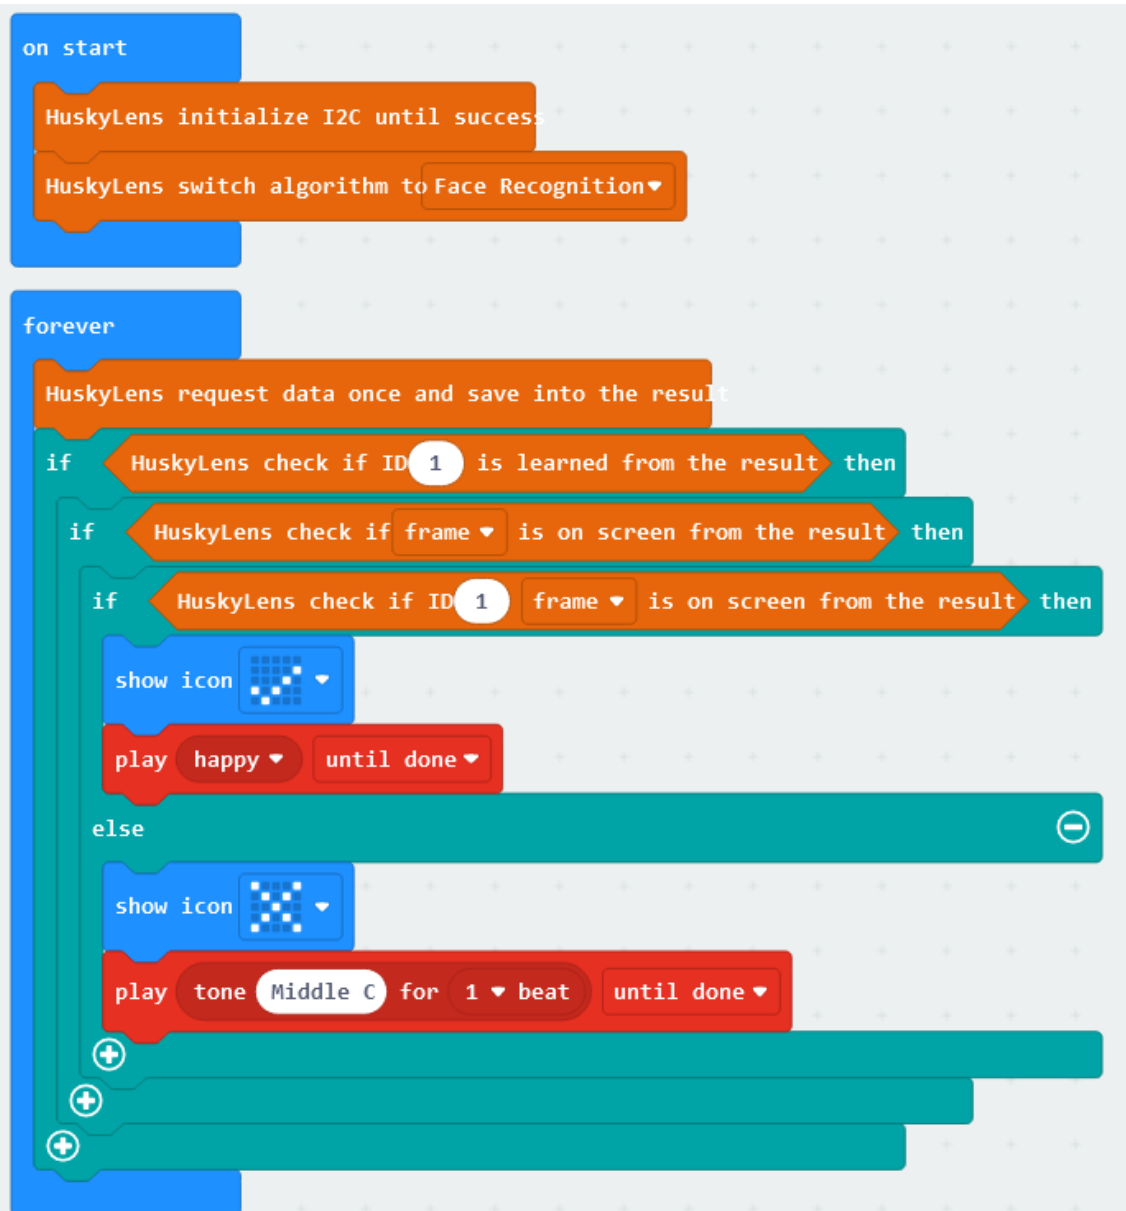 on start
HuskyLens initialize I2C until success
HuskyLens switch algorithm to Face Recognition
forever
HuskyLens request data once and save into the result
if HuskyLens check if ID 1 is learned from the result then
if HuskyLens check if frame is on screen from the result then
if HuskyLens check if ID 1 frame is on screen from the result then
show icon
play happy until done
else
show icon
play tone Middle C for 1 beat until done